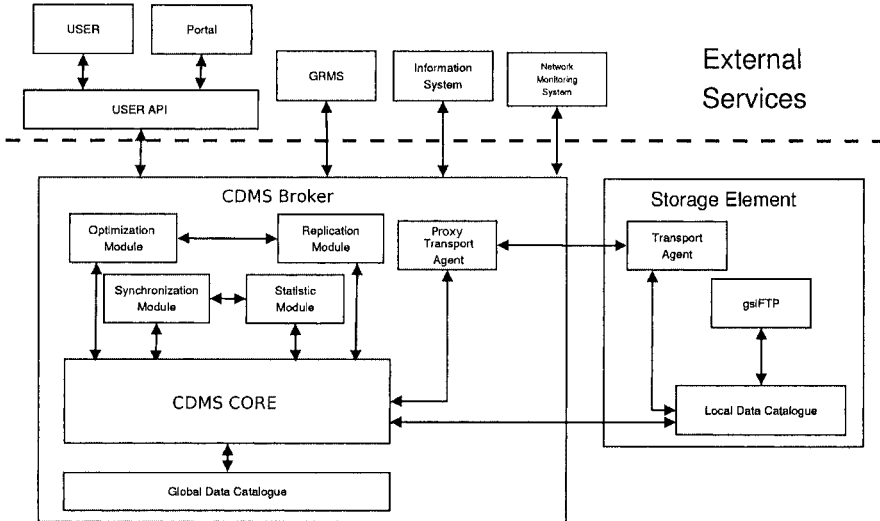 USER
Portal
GRMS
Information
System
Network
Monitoring
System
External
Services
USER API
CDMS Broker
Storage Element
Optimization
Module
Replication
Module
Proxy
Transport
Agent
Transport
Agent
Synchronization
Module
Statistic
Module
gsiFTP
CDMS CORE
Local Data Catalogue
Global Data Catalogue